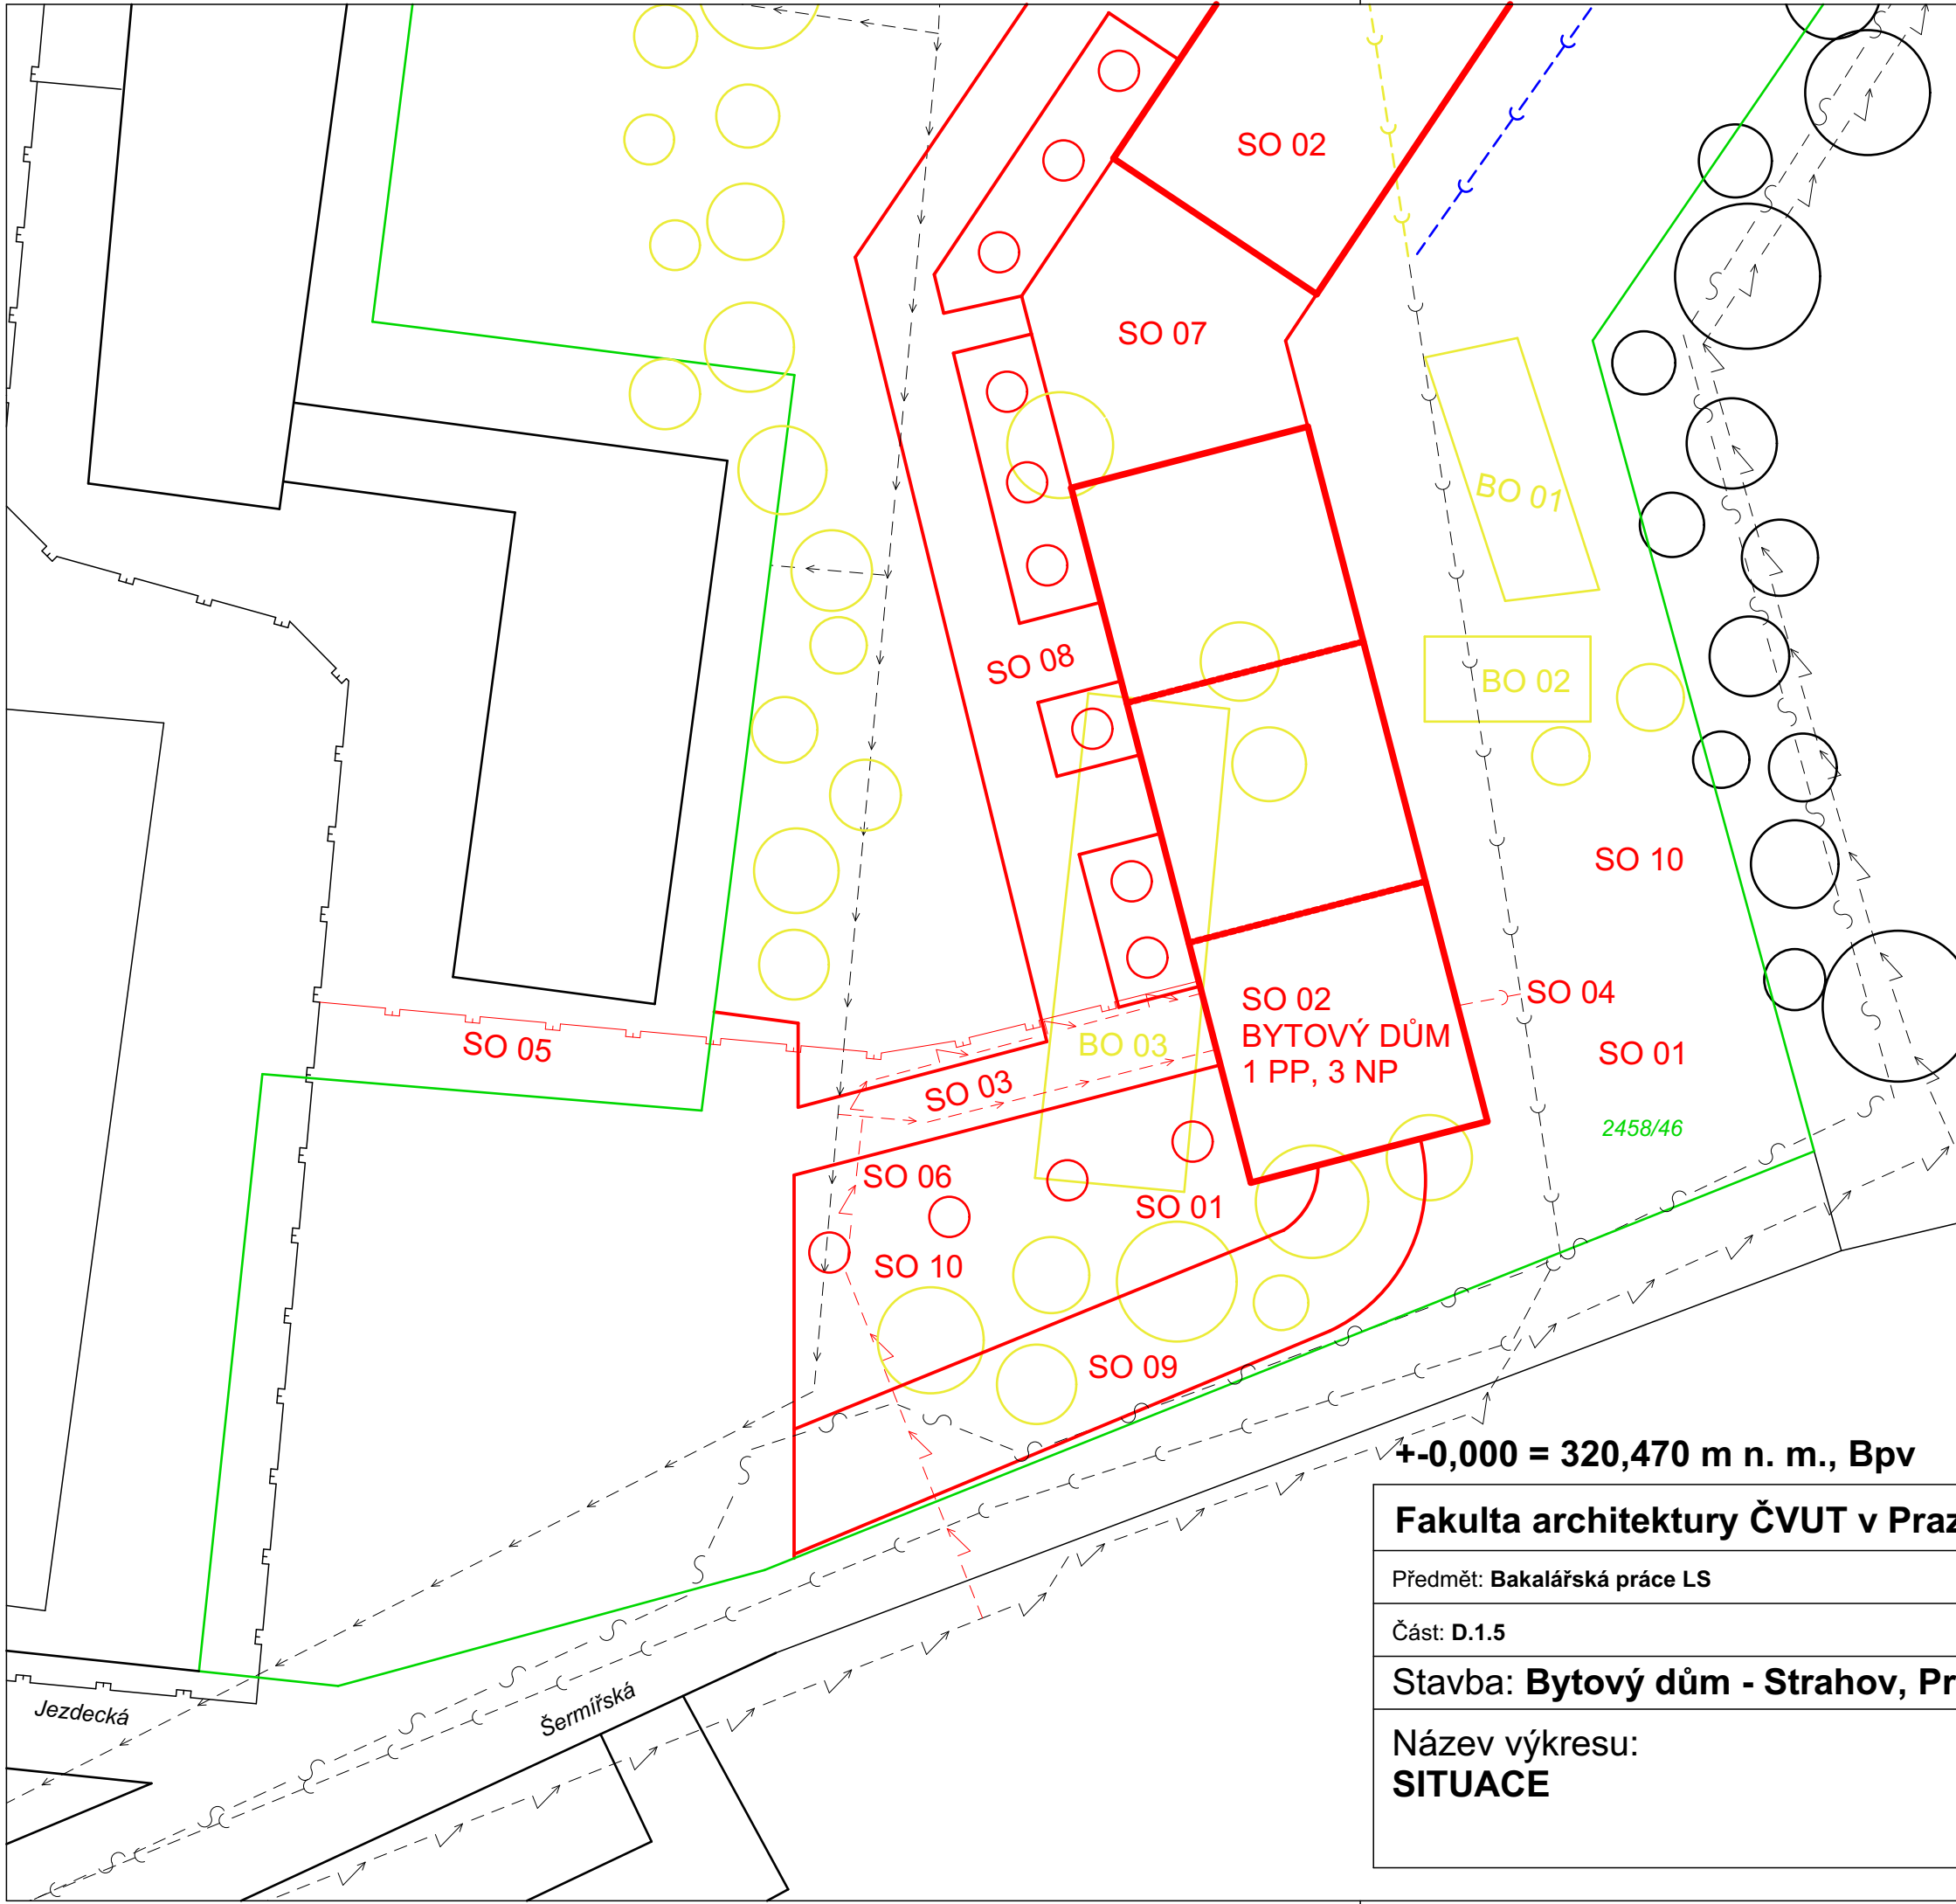 SO 02
SO 07
BO 01
SO 08
BO 02
SO 10
SO 04
SO 02
BYTOVÝ DŮM
1 PP, 3 NP
SO 05
BO 03
SO 01
SO 03
2458/46
SO 06
SO 01
SO 10
SO 09
+-0,000 = 320,470 m n. m., Bpv
Fakulta architektury ČVUT v Praz
Předmět: Bakalářská práce LS
Část: D.1.5
Stavba: Bytový dům - Strahov, Pr
Název výkresu:
SITUACE
Jezdecká
Šermířská